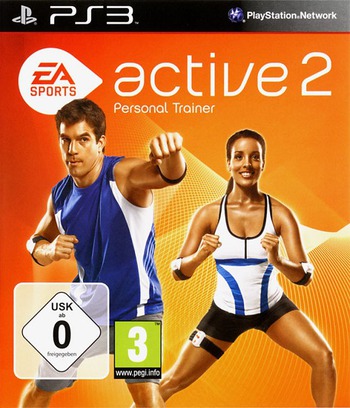 PS3
PlayStation®Network
EA
SPORTS
active 2
Personal Trainer
USK
ab
0
freigegeben
3
www.pegi.info